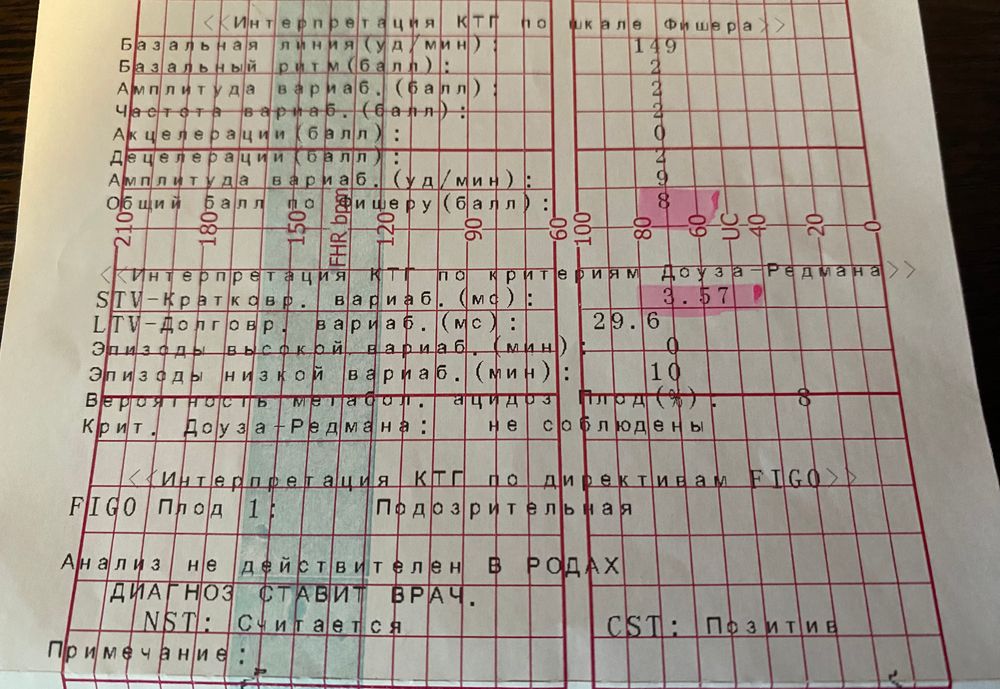 <<Интерпретация КТГ по шкале Фишера>>
Базальная линия(уд/мин): 149
Базальный ритм(балл): 2
Амплитуда вариаб.(балл): 2
Частота вариаб.(балл): 2
Акцелерации(балл): 0
Децелерации(балл): 2
Амплитуда вариаб.(уд/мин): 9
Общий балл по Фишеру(балл): 8
210 180 150 FHR bpm 120 90 60 100 80 60 UC 40 20 0
<<Интерпретация КТГ по критериям Доуза-Редмана>>
STV-Кратковр. вариаб.(мс): 3.57
LTV-Долговр. вариаб.(мс): 29.6
Эпизоды высокой вариаб.(мин): 0
Эпизоды низкой вариаб.(мин): 10
Вероятность метабол. ацидоз Плод(%). 8
Крит. Доуза-Редмана: не соблюдены
<<Интерпретация КТГ по директивам FIGO>>
FIGO Плод 1: Подозрительная
Анализ не действителен В РОДАХ
ДИАГНОЗ СТАВИТ ВРАЧ.
NST: Считается CST: Позитив
Примечание: